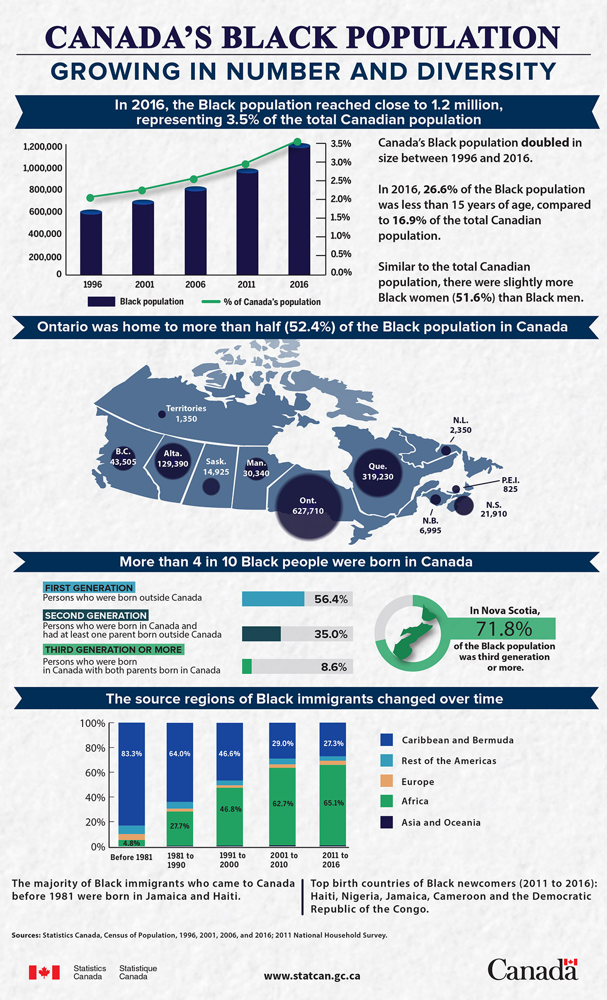 CANADA'S BLACK POPULATION
GROWING IN NUMBER AND DIVERSITY
In 2016, the Black population reached close to 1.2 million,
representing 3.5% of the total Canadian population
1,200,000
1,000,000
800,000
600,000
400,000
200,000
0
3.5%
3.0%
2.5%
2.0%
1.5%
1.0%
0.5%
0.0%
1996
2001
2006
2011
2016
Black population
% of Canada's population
Canada's Black population doubled in
size between 1996 and 2016.
In 2016, 26.6% of the Black population
was less than 15 years of age, compared
to 16.9% of the total Canadian
population.
Similar to the total Canadian
population, there were slightly more
Black women (51.6%) than Black men.
Ontario was home to more than half (52.4%) of the Black population in Canada
Territories
1,350
N.L.
2,350
B.C.
43,505
Alta.
129,390
Sask.
14,925
Man.
30,340
Que.
319,230
P.E.I.
825
Ont.
627,710
N.S.
21,910
N.B.
6,995
More than 4 in 10 Black people were born in Canada
FIRST GENERATION
Persons who were born outside Canada
56.4%
SECOND GENERATION
Persons who were born in Canada and
had at least one parent born outside Canada
35.0%
THIRD GENERATION OR MORE
Persons who were born
in Canada with both parents born in Canada
8.6%
In Nova Scotia,
71.8%
of the Black population
was third generation
or more.
The source regions of Black immigrants changed over time
100%
80%
60%
40%
20%
0%
83.3%
4.8%
64.0%
27.7%
46.6%
46.8%
29.0%
62.7%
27.3%
65.1%
Before 1981
1981 to
1990
1991 to
2000
2001 to
2010
2011 to
2016
Caribbean and Bermuda
Rest of the Americas
Europe
Africa
Asia and Oceania
The majority of Black immigrants who came to Canada
before 1981 were born in Jamaica and Haiti.
Top birth countries of Black newcomers (2011 to 2016):
Haiti, Nigeria, Jamaica, Cameroon and the Democratic
Republic of the Congo.
Sources: Statistics Canada, Census of Population, 1996, 2001, 2006, and 2016; 2011 National Household Survey.
Statistics
Canada
Statistique
Canada
www.statcan.gc.ca
Canada